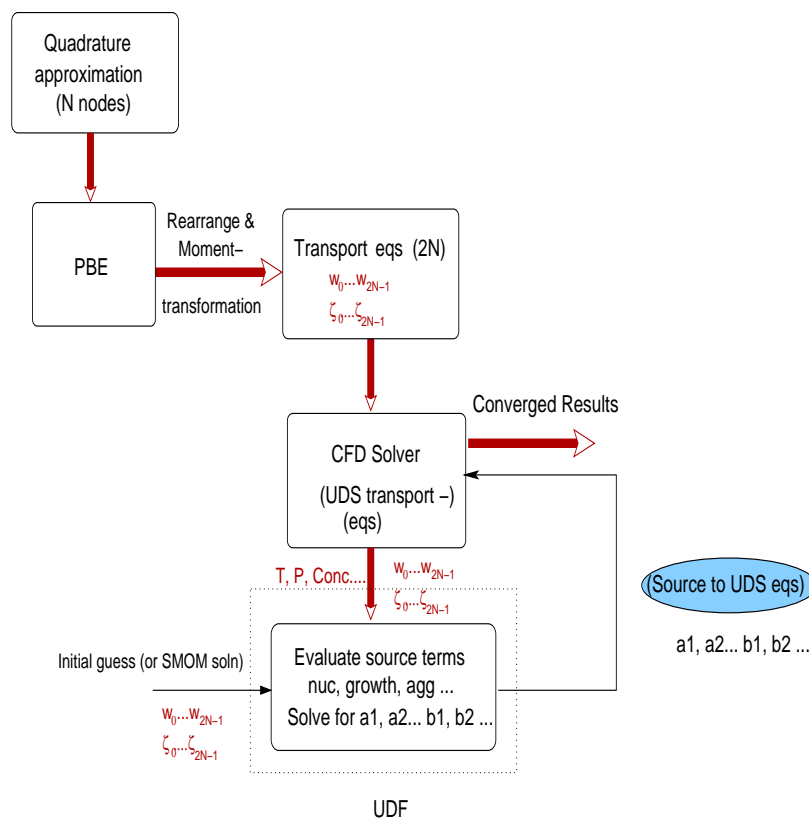 Quadrature
approximation
(N nodes)
PBE
Rearrange &
Moment–
transformation
Transport eqs (2N)
w0...w2N−1
ζ0...ζ2N−1
Converged Results
CFD Solver
(UDS transport –)
(eqs)
T, P, Conc....
w0...w2N−1
ζ0...ζ2N−1
(Source to UDS eqs)
a1, a2... b1, b2 ...
Initial guess (or SMOM soln)
w0...w2N−1
ζ0...ζ2N−1
Evaluate source terms
nuc, growth, agg ...
Solve for a1, a2... b1, b2 ...
UDF